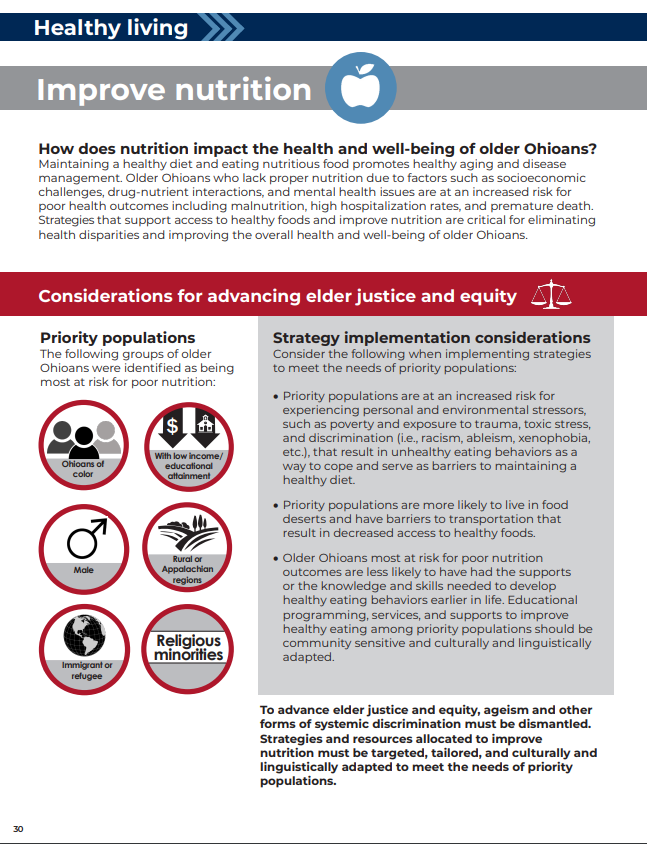 Healthy living
Improve nutrition
How does nutrition impact the health and well-being of older Ohioans?
Maintaining a healthy diet and eating nutritious food promotes healthy aging and disease
management. Older Ohioans who lack proper nutrition due to factors such as socioeconomic
challenges, drug-nutrient interactions, and mental health issues are at an increased risk for
poor health outcomes including malnutrition, high hospitalization rates, and premature death.
Strategies that support access to healthy foods and improve nutrition are critical for eliminating
health disparities and improving the overall health and well-being of older Ohioans.
Considerations for advancing elder justice and equity
Priority populations
The following groups of older
Ohioans were identified as being
most at risk for poor nutrition:
Ohioans of
color
$
With low income/
educational
attainment
Male
Rural or
Appalachian
regions
Immigrant or
refugee
Religious
minorities
Strategy implementation considerations
Consider the following when implementing strategies
to meet the needs of priority populations:
• Priority populations are at an increased risk for
experiencing personal and environmental stressors,
such as poverty and exposure to trauma, toxic stress,
and discrimination (i.e., racism, ableism, xenophobia,
etc.), that result in unhealthy eating behaviors as a
way to cope and serve as barriers to maintaining a
healthy diet.
• Priority populations are more likely to live in food
deserts and have barriers to transportation that
result in decreased access to healthy foods.
• Older Ohioans most at risk for poor nutrition
outcomes are less likely to have had the supports
or the knowledge and skills needed to develop
healthy eating behaviors earlier in life. Educational
programming, services, and supports to improve
healthy eating among priority populations should be
community sensitive and culturally and linguistically
adapted.
To advance elder justice and equity, ageism and other
forms of systemic discrimination must be dismantled.
Strategies and resources allocated to improve
nutrition must be targeted, tailored, and culturally and
linguistically adapted to meet the needs of priority
populations.
30